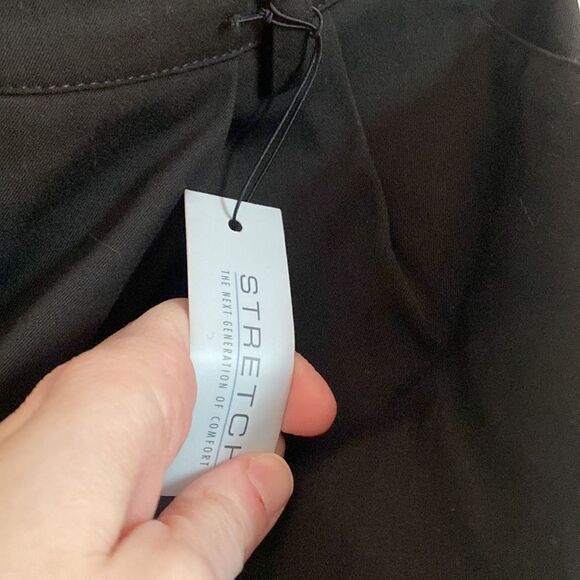 STRETCH
THE NEXT GENERATION OF COMFORT